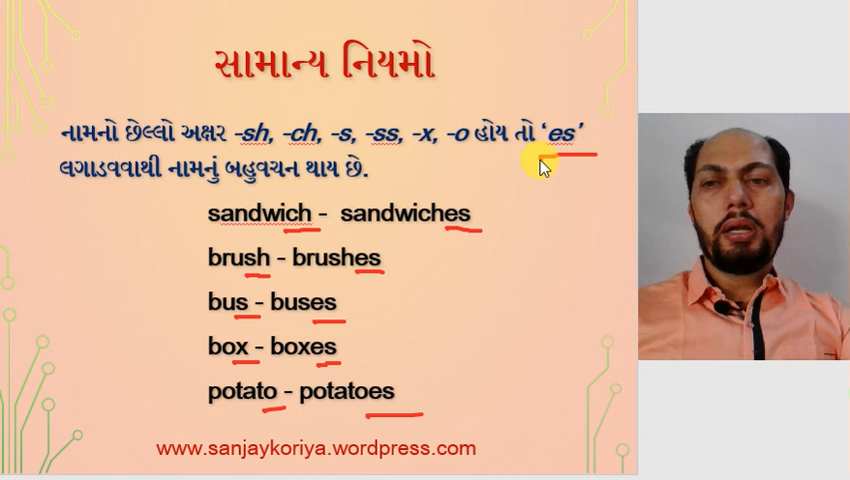 સામાન્ય નિયમો
નામનો છેલ્લો અક્ષર -sh, -ch, -s, -ss, -x, -o હોય તો ‘es’
લગાડવવાથી નામનું બહુવચન થાય છે.
sandwich - sandwiches
brush - brushes
bus - buses
box - boxes
potato - potatoes
www.sanjaykoriya.wordpress.com